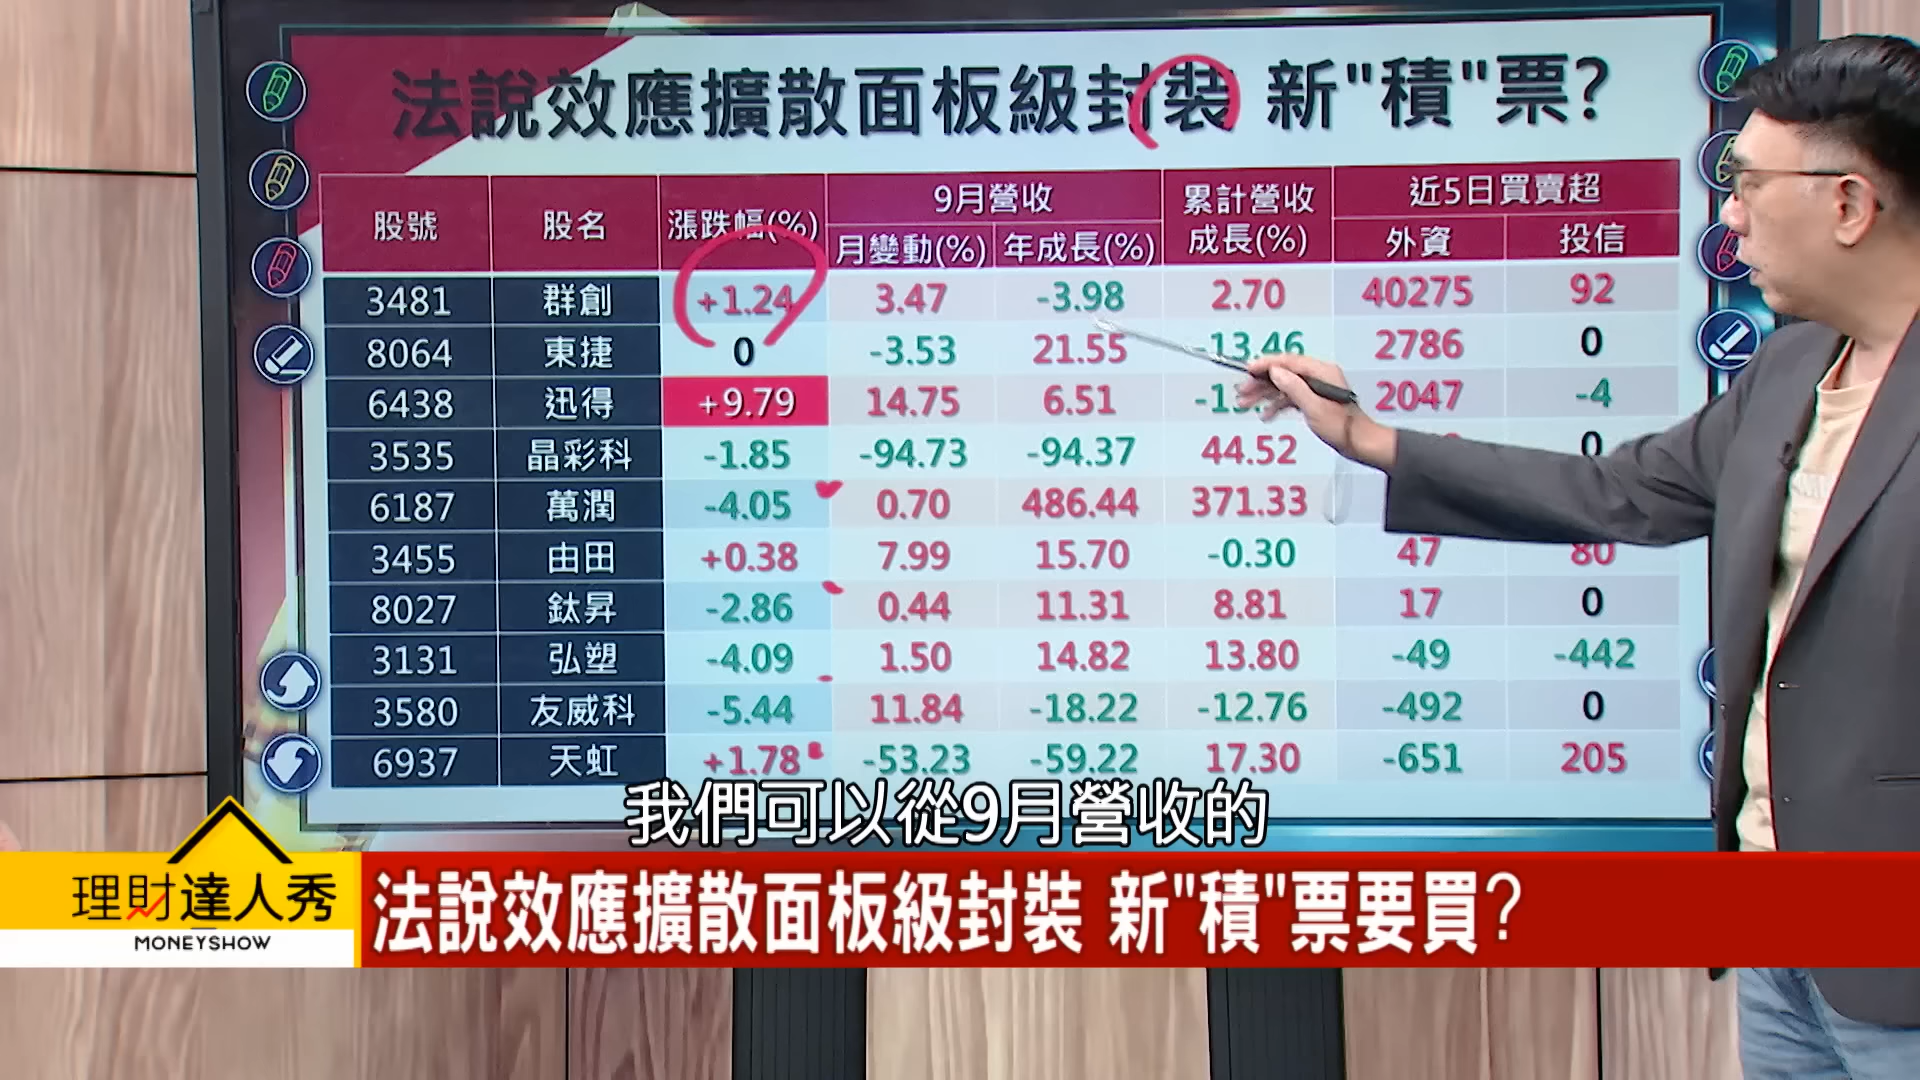 法說效應擴散面板級封裝 新"積"票?
股號 股名 漲跌幅(%) 9月營收 累計營收成長(%) 近5日買賣超
月變動(%) 年成長(%) 外資 投信
3481 群創 +1.24 3.47 -3.98 2.70 40275 92
8064 東捷 0 -3.53 21.55 -13.46 2786 0
6438 迅得 +9.79 14.75 6.51 2047 -4
3535 晶彩科 -1.85 -94.73 -94.37 44.52 0
6187 萬潤 -4.05 0.70 486.44 371.33
3455 由田 +0.38 7.99 15.70 -0.30 47 80
8027 鈦昇 -2.86 0.44 11.31 8.81 17 0
3131 弘塑 -4.09 1.50 14.82 13.80 -49 -442
3580 友威科 -5.44 11.84 -18.22 -12.76 -492 0
6937 天虹 +1.78 -53.23 -59.22 17.30 -651 205
我們可以從9月營收的
理財達人秀
MONEYSHOW
法說效應擴散面板級封裝 新"積"票要買?